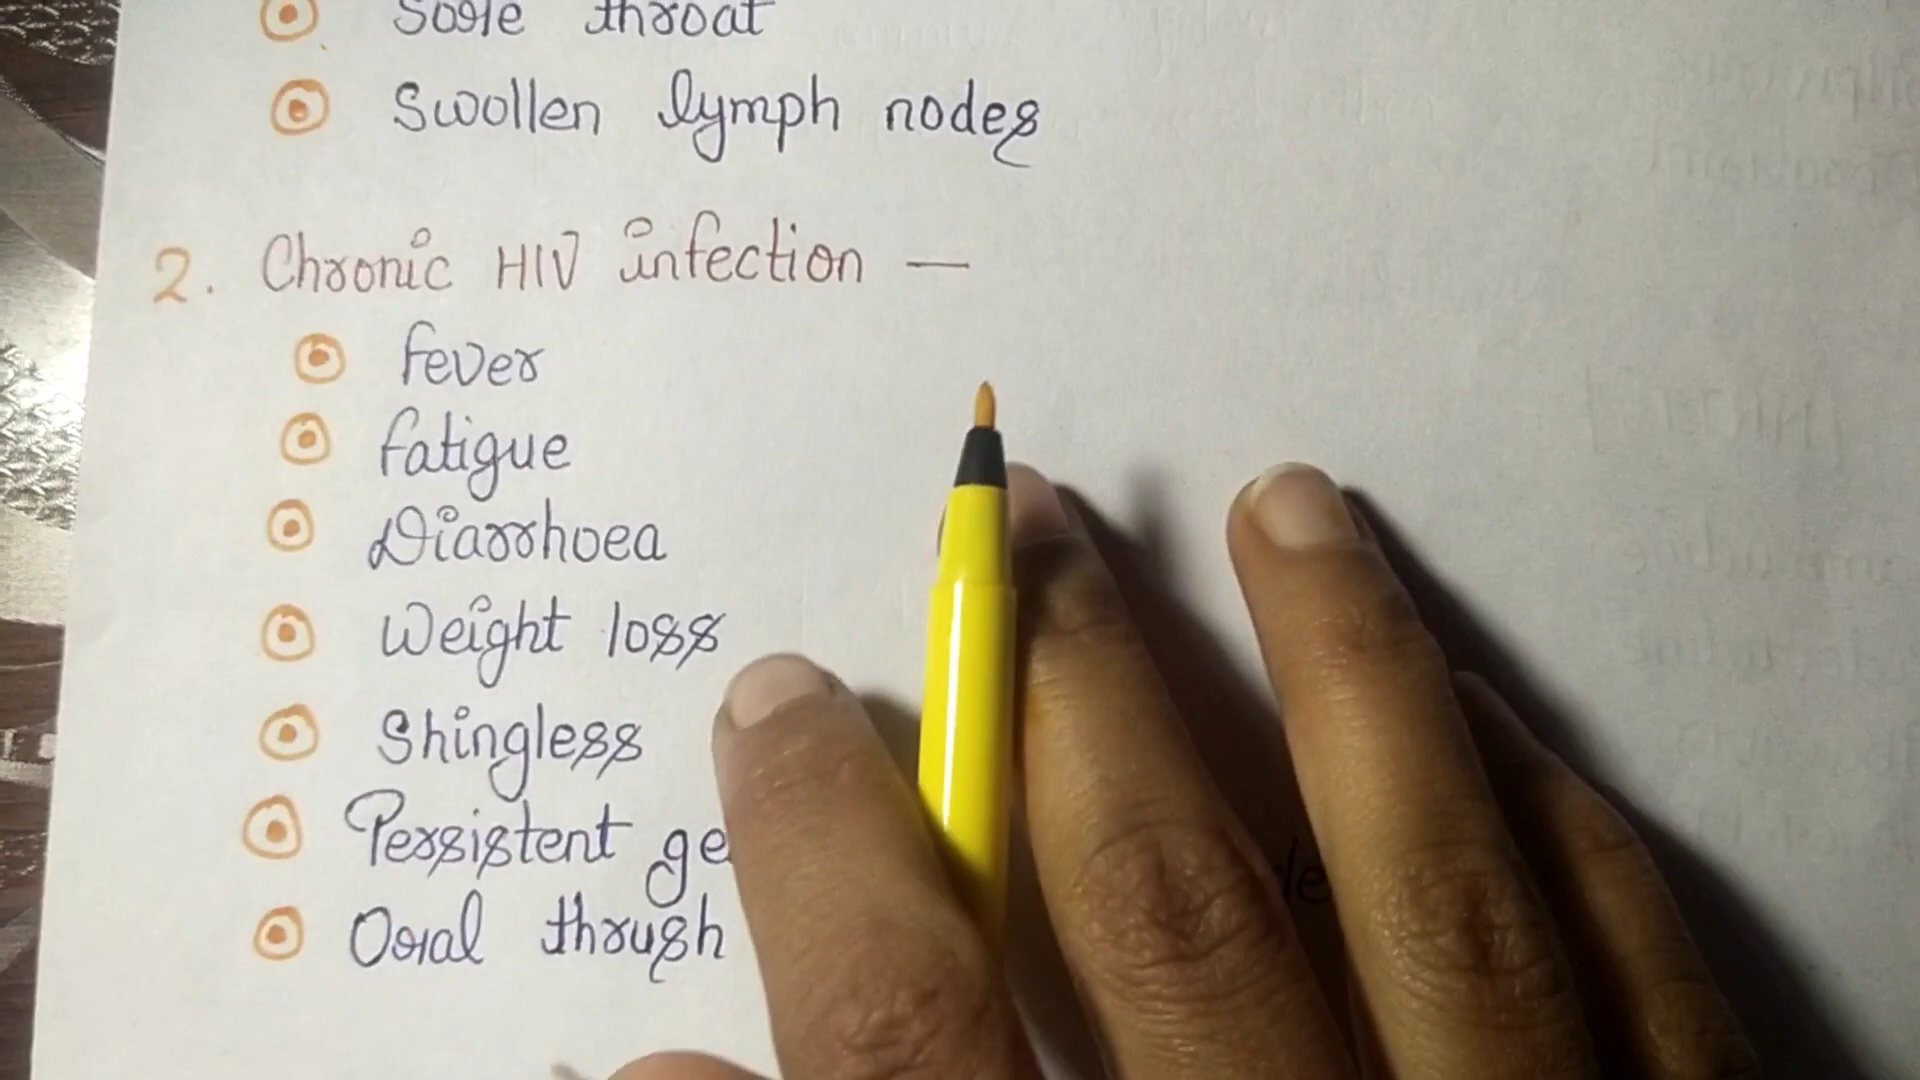 Sore throat
Swollen lymph nodes
2. Chronic HIV infection —
fever
fatigue
Diarrhoea
Weight loss
Shingless
Persistent ge
Oral thrush